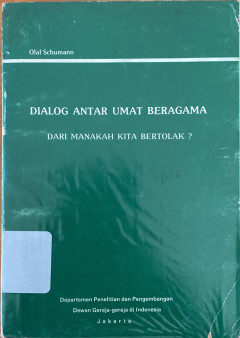 Olaf Schumann
DIALOG ANTAR UMAT BERAGAMA
DARI MANAKAH KITA BERTOLAK ?
Departemen Penelitian dan Pengembangan
Dewan Gereja-gereja di Indonesia
Jakarta